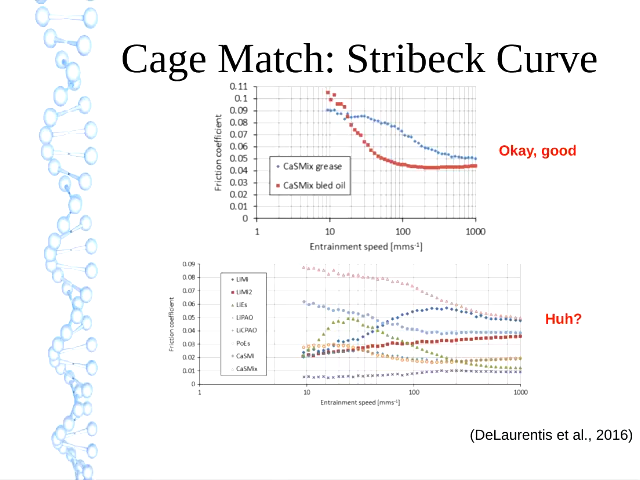 Cage Match: Stribeck Curve
0.11
0.1
0.09
0.08
0.07
0.06
0.05
0.04
0.03
0.02
0.01
0
Friction coefficient
CaSMix grease
CaSMix bled oil
1 10 100 1000
Entrainment speed [mms-1]
Okay, good
0.09
0.08
0.07
0.06
0.05
0.04
0.03
0.02
0.01
0
Friction coefficient
LiMi
LiMi2
LiEs
LiPAO
LiCPAO
PoEs
CaSMi
CaSMix
1 10 100 1000
Entrainment speed [mms-1]
Huh?
(DeLaurentis et al., 2016)